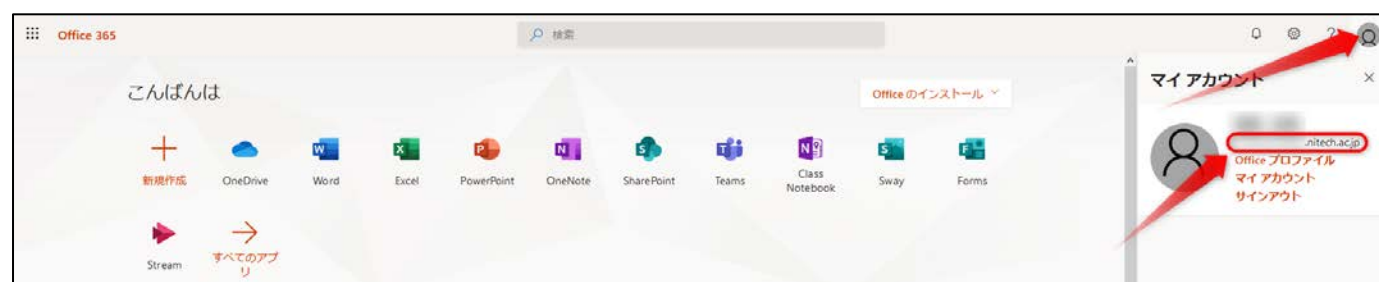 Office 365
検索
?
こんばんは
Office のインストール
マイ アカウント
.nitech.ac.jp
Office プロファイル
マイ アカウント
サインアウト
新規作成
OneDrive
Word
Excel
PowerPoint
OneNote
SharePoint
Teams
Class
Notebook
Sway
Forms
Stream
すべてのアプ
リ